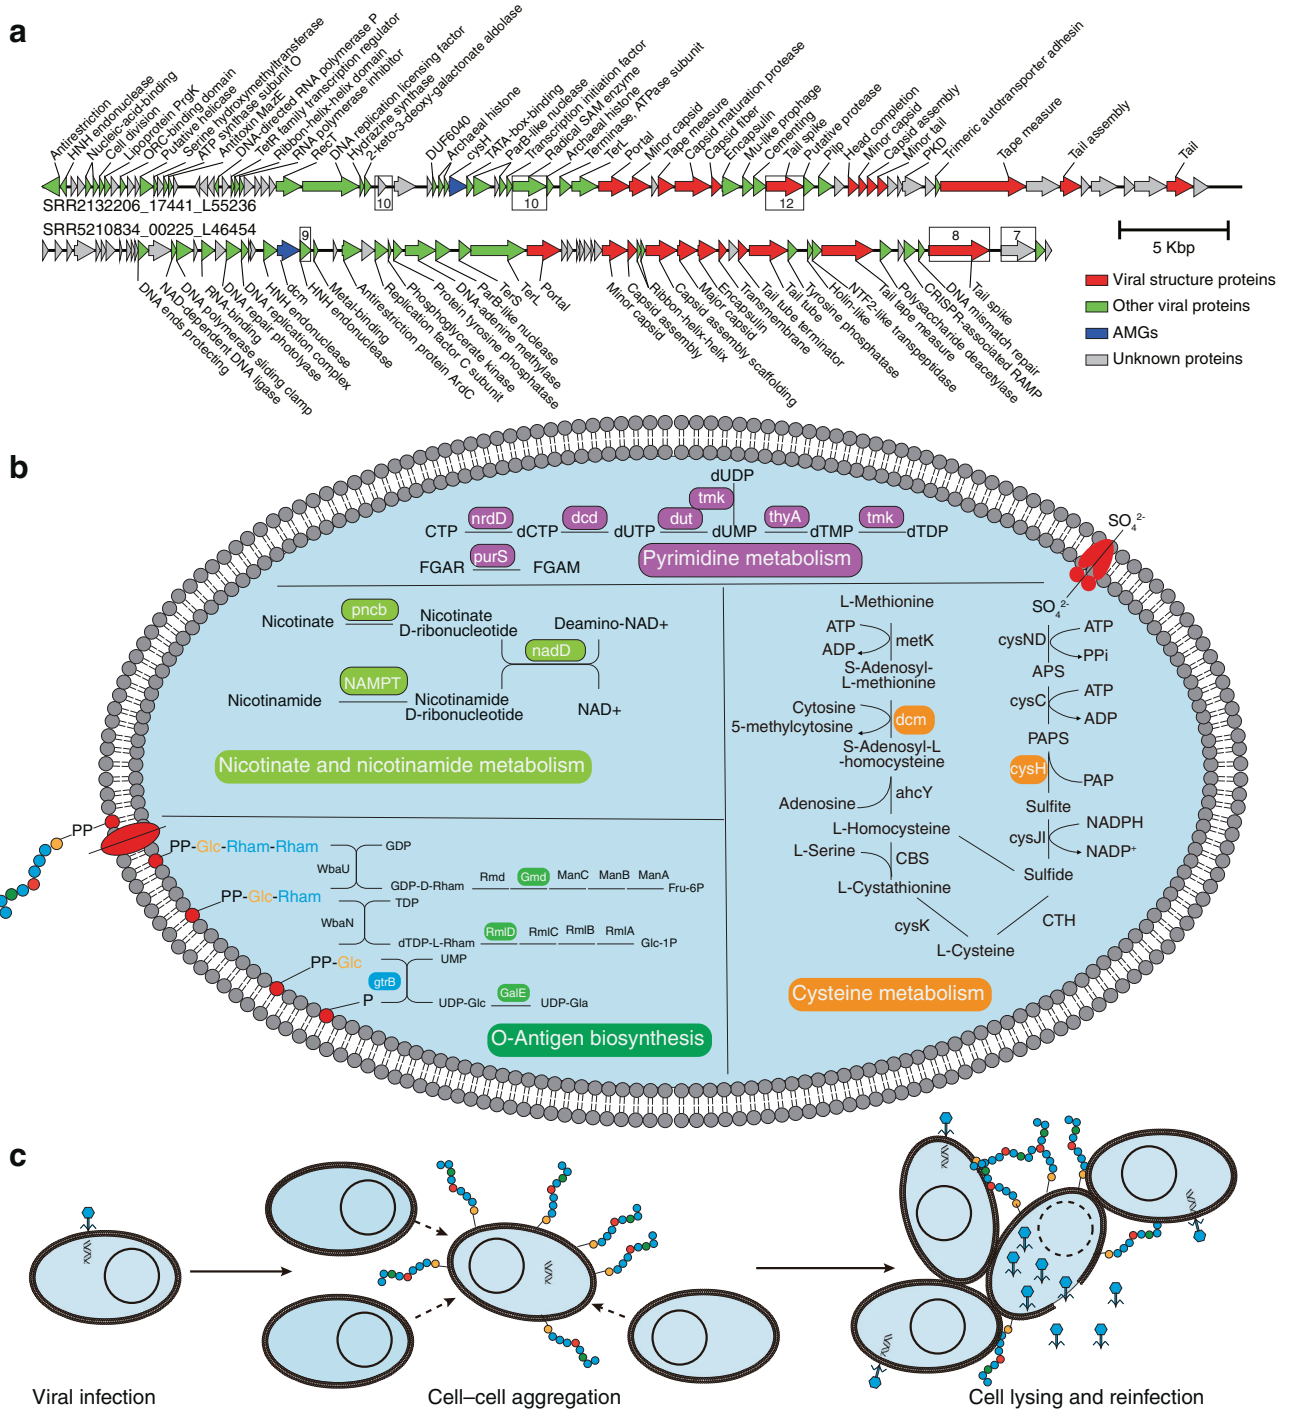 a
Antirestriction
HNH endonuclease
Nucleic-acid-binding
Cell division
Lipoprotein PrgK
ORC-binding domain
Putative helicase
Serine hydroxymethyltransferase
ATP synthase subunit O
Antitoxin MazE
DNA-directed RNA polymerase P
TetR family transcription regulator
Ribbon-helix-helix domain
RNA polymerase inhibitor
RecT
DNA replication licensing factor
Hydrazine synthase
2-keto-3-deoxy-galactonate aldolase
DUF6040
Archaeal histone
cysH
TATA-box-binding
ParB-like nuclease
Transcription initiation factor
Radical SAM enzyme
Archaeal histone
Terminase, ATPase subunit
TerL
Portal
Minor capsid
Tape measure
Capsid maturation protease
Capsid fiber
Encapsulin
Mu-like prophage
Cementing
Tail spike
Putative protease
Pilp
Head completion
Minor capsid
Capsid assembly
Minor tail
PKD
Trimeric autotransporter adhesin
Tape measure
Tail assembly
Tail
10
10
12
SRR2132206_17441_L55236
SRR5210834_00225_L46454
9
8
7
5 Kbp
Viral structure proteins
Other viral proteins
AMGs
Unknown proteins
DNA ends protecting
NAD-dependent DNA ligase
DNA polymerase sliding clamp
RNA-binding
DNA repair photolyase
DNA replication complex
HNH endonuclease
dcm
HNH endonuclease
Metal-binding
Antirestriction protein ArdC
Replication factor C subunit
Phosphoglycerate kinase
Protein tyrosine phosphatase
DNA-adenine methylase
ParB-like nuclease
TerS
TerL
Portal
Minor capsid
Capsid assembly
Ribbon-helix-helix
Capsid assembly scaffolding
Major capsid
Encapsulin
Transmembrane
Tail tube terminator
Tail tube
Tyrosine phosphatase
Holin-like
NTF2-like transpeptidase
Tail tape measure
Polysaccharide deacetylase
CRISPR-associated RAMP
DNA mismatch repair
Tail spike
b
dUDP
tmk
CTP nrdD dCTP dcd dUTP dut dUMP thyA dTMP tmk dTDP
FGAR purS FGAM
Pyrimidine metabolism
SO₄²⁻
SO₄²⁻
Nicotinate pncb Nicotinate
D-ribonucleotide
Deamino-NAD+
nadD
Nicotinamide NAMPT Nicotinamide
D-ribonucleotide
NAD+
Nicotinate and nicotinamide metabolism
L-Methionine
ATP
ADP
metK
S-Adenosyl-
L-methionine
Cytosine
5-methylcytosine
dcm
S-Adenosyl-L
-homocysteine
Adenosine
ahcY
L-Homocysteine
L-Serine
CBS
L-Cystathionine
cysK
L-Cysteine
cysND
ATP
PPi
APS
cysC
ATP
ADP
PAPS
cysH
PAP
Sulfite
cysJI
NADPH
NADP⁺
Sulfide
CTH
Cysteine metabolism
PP
PP-Glc-Rham-Rham
GDP
WbaU
GDP-D-Rham Rmd Gmd ManC ManB ManA Fru-6P
PP-Glc-Rham
TDP
WbaN
dTDP-L-Rham RmlD RmlC RmlB RmlA Glc-1P
PP-Glc
UMP
gtrB
P
UDP-Glc GalE UDP-Gla
O-Antigen biosynthesis
c
Viral infection
Cell–cell aggregation
Cell lysing and reinfection